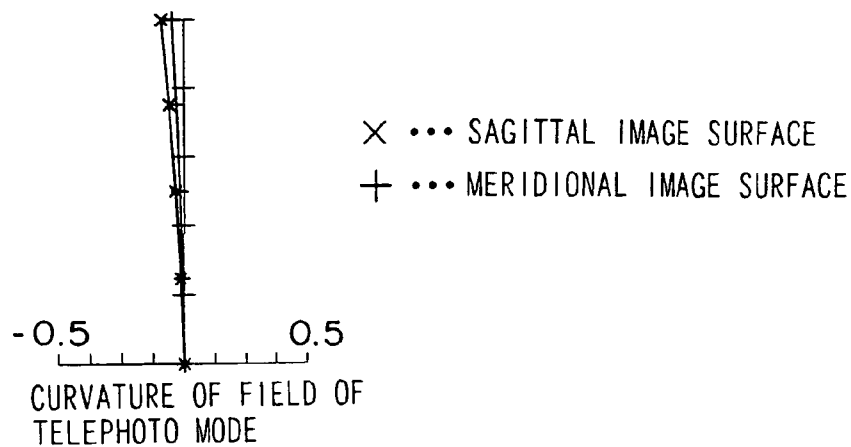 × ••• SAGITTAL IMAGE SURFACE
+ ••• MERIDIONAL IMAGE SURFACE
-0.5 0.5
CURVATURE OF FIELD OF
TELEPHOTO MODE